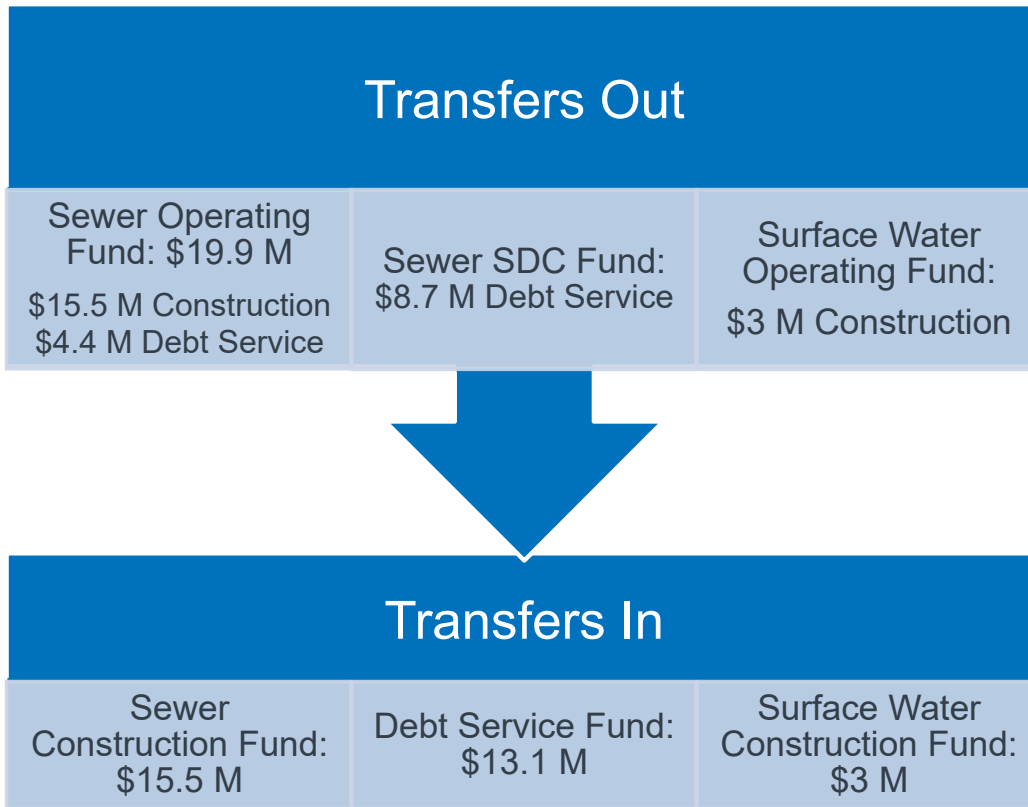 Transfers Out
Sewer Operating
Fund: $19.9 M
$15.5 M Construction
$4.4 M Debt Service
Sewer SDC Fund:
$8.7 M Debt Service
Surface Water
Operating Fund:
$3 M Construction
Transfers In
Sewer
Construction Fund:
$15.5 M
Debt Service Fund:
$13.1 M
Surface Water
Construction Fund:
$3 M